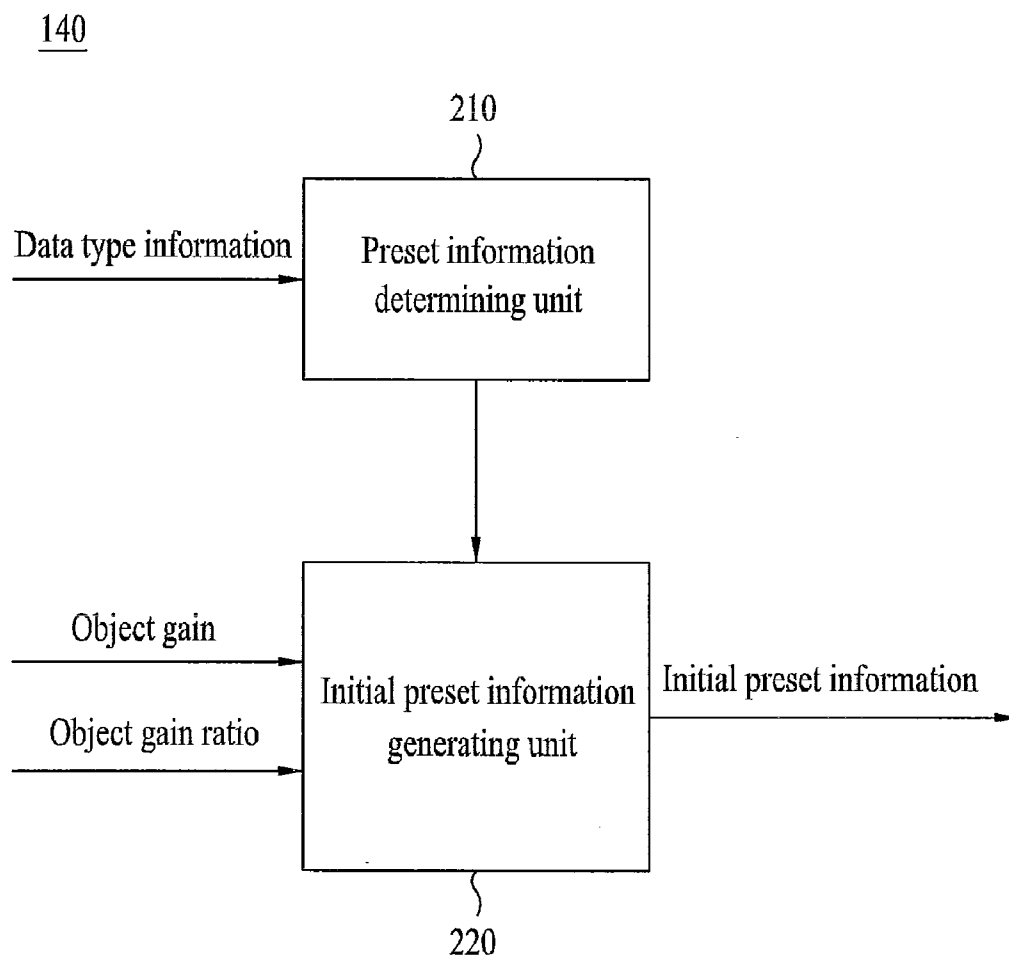 140
210
Data type information
Preset information
determining unit
Object gain
Object gain ratio
Initial preset information
generating unit
Initial preset information
220